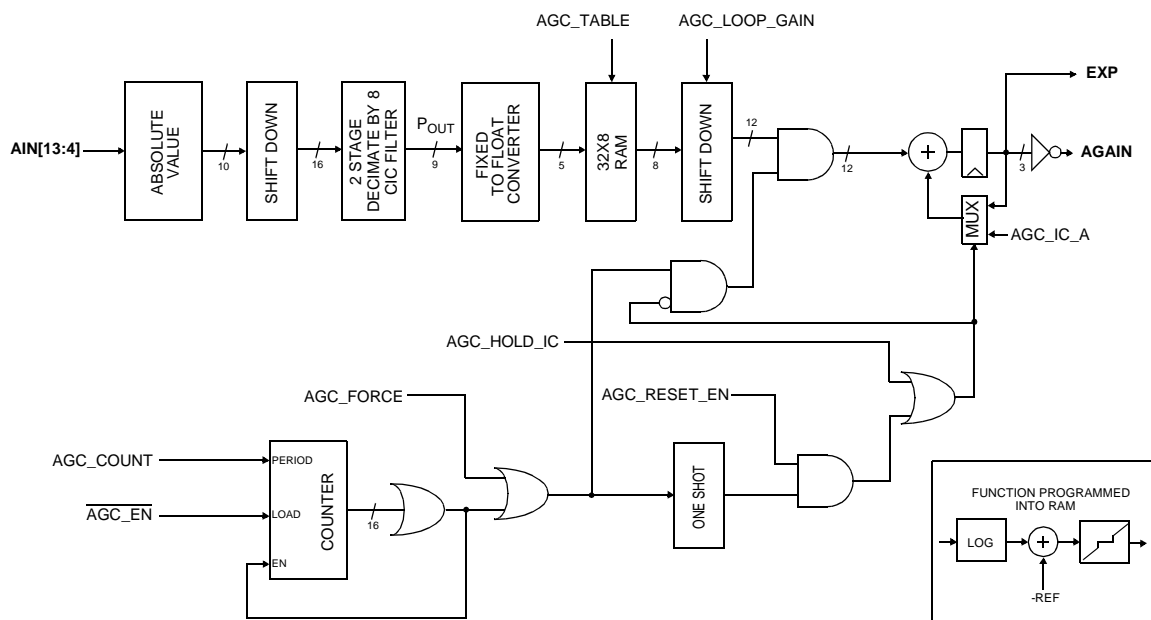 AGC_TABLE
AGC_LOOP_GAIN
EXP
AIN[13:4]
ABSOLUTE
VALUE
10
SHIFT DOWN
16
2 STAGE
DECIMATE BY 8
CIC FILTER
POUT
9
FIXED
TO FLOAT
CONVERTER
5
32X8
RAM
8
SHIFT DOWN
12
12
+
3
AGAIN
MUX
AGC_IC_A
AGC_HOLD_IC
AGC_RESET_EN
AGC_FORCE
AGC_COUNT
PERIOD
AGC_EN
LOAD
EN
COUNTER
16
ONE SHOT
FUNCTION PROGRAMMED
INTO RAM
LOG
+
-REF